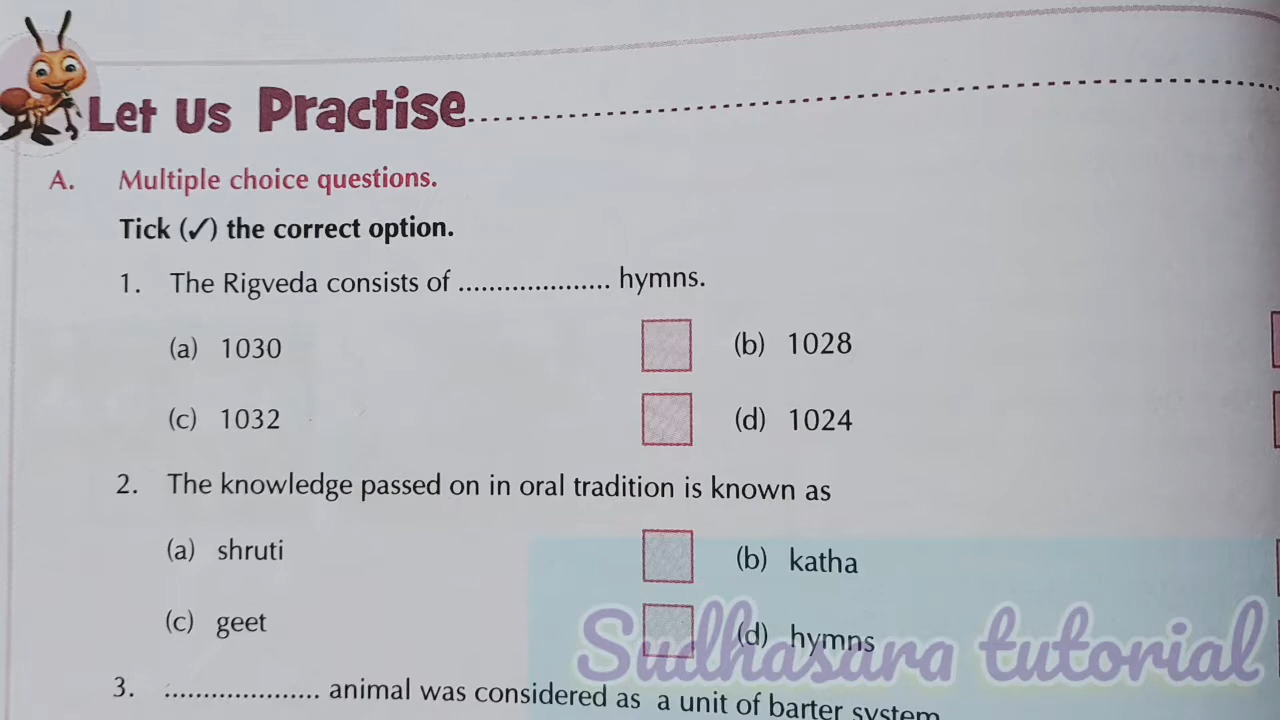 Let Us Practise
A. Multiple choice questions.
Tick (✓) the correct option.
1. The Rigveda consists of .................... hymns.
(a) 1030 (b) 1028
(c) 1032 (d) 1024
2. The knowledge passed on in oral tradition is known as
(a) shruti (b) katha
(c) geet (d) hymns
Sudhasara tutorial
3. .................... animal was considered as a unit of barter system